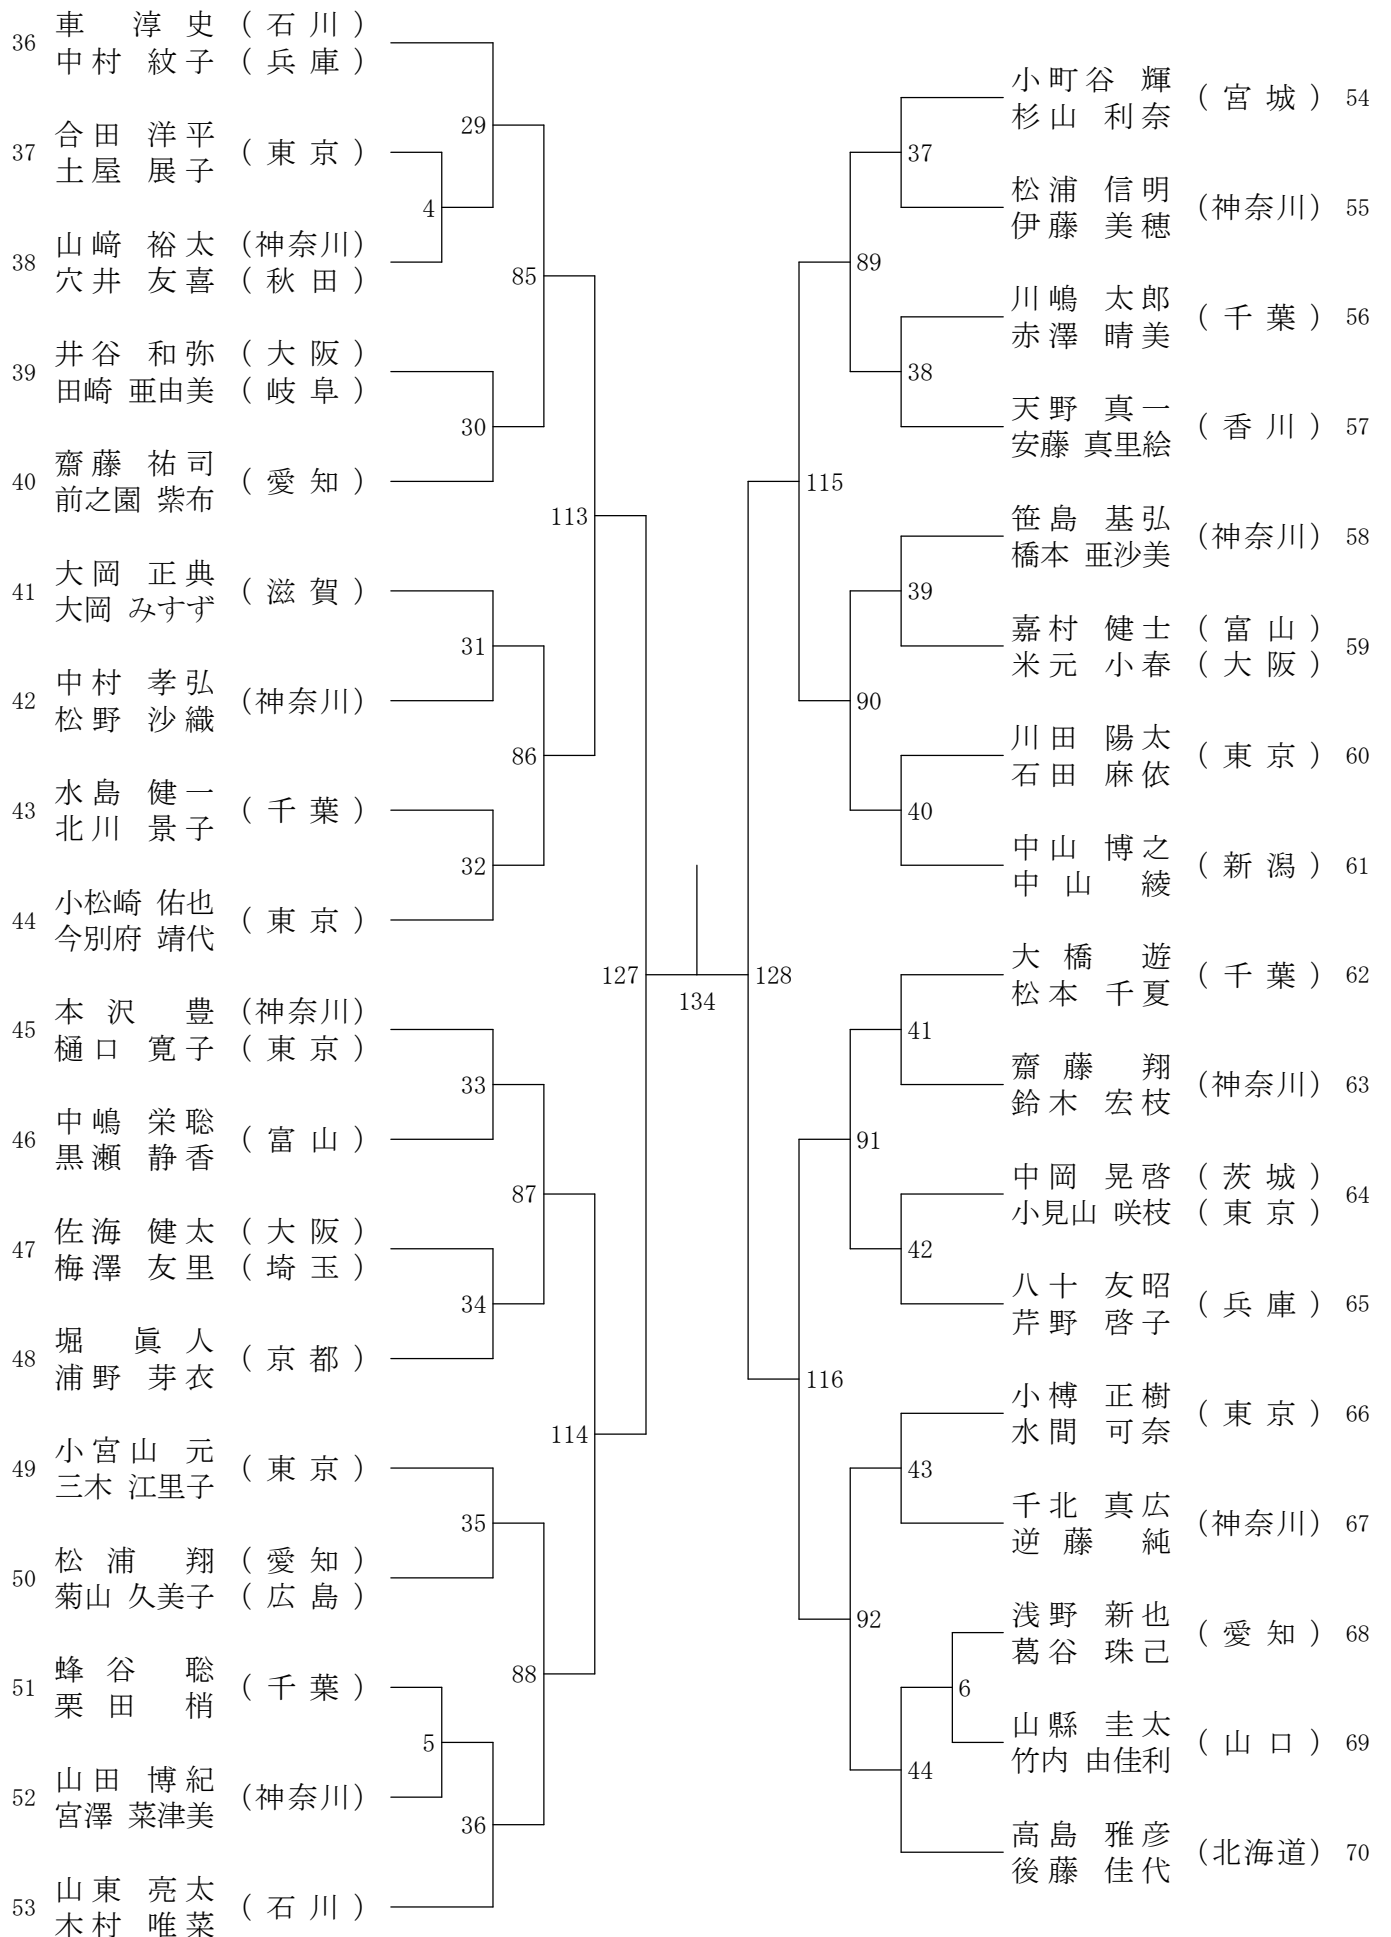 36 車 淳史 (石川)
中村 紋子 (兵庫)
37 合田 洋平 (東京)
土屋 展子
38 山﨑 裕太 (神奈川)
穴井 友喜 (秋田)
39 井谷 和弥 (大阪)
田崎 亜由美 (岐阜)
40 齋藤 祐司 (愛知)
前之園 紫布
41 大岡 正典 (滋賀)
大岡 みすず
42 中村 孝弘 (神奈川)
松野 沙織
43 水島 健一 (千葉)
北川 景子
44 小松崎 佑也 (東京)
今別府 靖代
45 本沢 豊 (神奈川)
樋口 寛子 (東京)
46 中嶋 栄聡 (富山)
黒瀬 静香
47 佐海 健太 (大阪)
梅澤 友里 (埼玉)
48 堀 眞人 (京都)
浦野 芽衣
49 小宮山 元 (東京)
三木 江里子
50 松浦 翔 (愛知)
菊山 久美子 (広島)
51 蜂谷 聡 (千葉)
栗田 梢
52 山田 博紀 (神奈川)
宮澤 菜津美
53 山東 亮太 (石川)
木村 唯菜
4
5
29
30
31
32
33
34
35
36
85
86
87
88
113
114
127
134
128
115
116
89
90
91
92
37
38
39
40
41
42
43
44
6
小町谷 輝 (宮城) 54
杉山 利奈
松浦 信明 (神奈川) 55
伊藤 美穂
川嶋 太郎 (千葉) 56
赤澤 晴美
天野 真一 (香川) 57
安藤 真里絵
笹島 基弘 (神奈川) 58
橋本 亜沙美
嘉村 健士 (富山) 59
米元 小春 (大阪)
川田 陽太 (東京) 60
石田 麻依
中山 博之 (新潟) 61
中山 綾
大橋 遊 (千葉) 62
松本 千夏
齋藤 翔 (神奈川) 63
鈴木 宏枝
中岡 晃啓 (茨城) 64
小見山 咲枝 (東京)
八十 友昭 (兵庫) 65
芹野 啓子
小榑 正樹 (東京) 66
水間 可奈
千北 真広 (神奈川) 67
逆藤 純
浅野 新也 (愛知) 68
葛谷 珠己
山縣 圭太 (山口) 69
竹内 由佳利
高島 雅彦 (北海道) 70
後藤 佳代